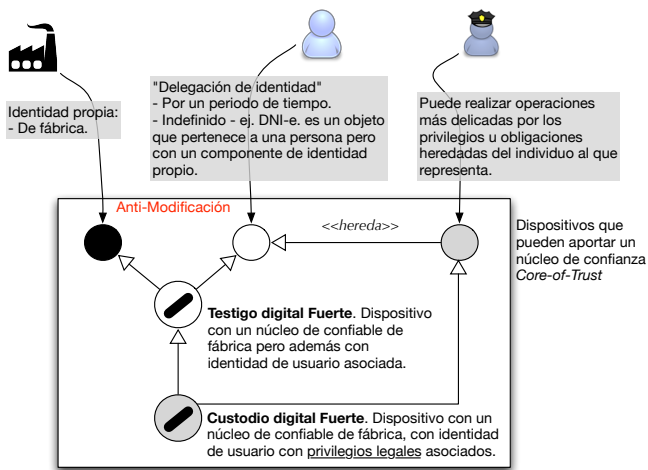 "Delegación de identidad"
- Por un periodo de tiempo.
- Indefinido - ej. DNI-e. es un objeto
que pertenece a una persona pero
con un componente de identidad
propio.
Identidad propia:
- De fábrica.
Puede realizar operaciones
más delicadas por los
privilegios u obligaciones
heredadas del individuo al que
representa.
Anti-Modificación
<<hereda>>
Dispositivos que
pueden aportar un
núcleo de confianza
Core-of-Trust
Testigo digital Fuerte. Dispositivo
con un núcleo de confiable de
fábrica pero además con
identidad de usuario asociada.
Custodio digital Fuerte. Dispositivo con un
núcleo de confiable de fábrica, con identidad
de usuario con privilegios legales asociados.